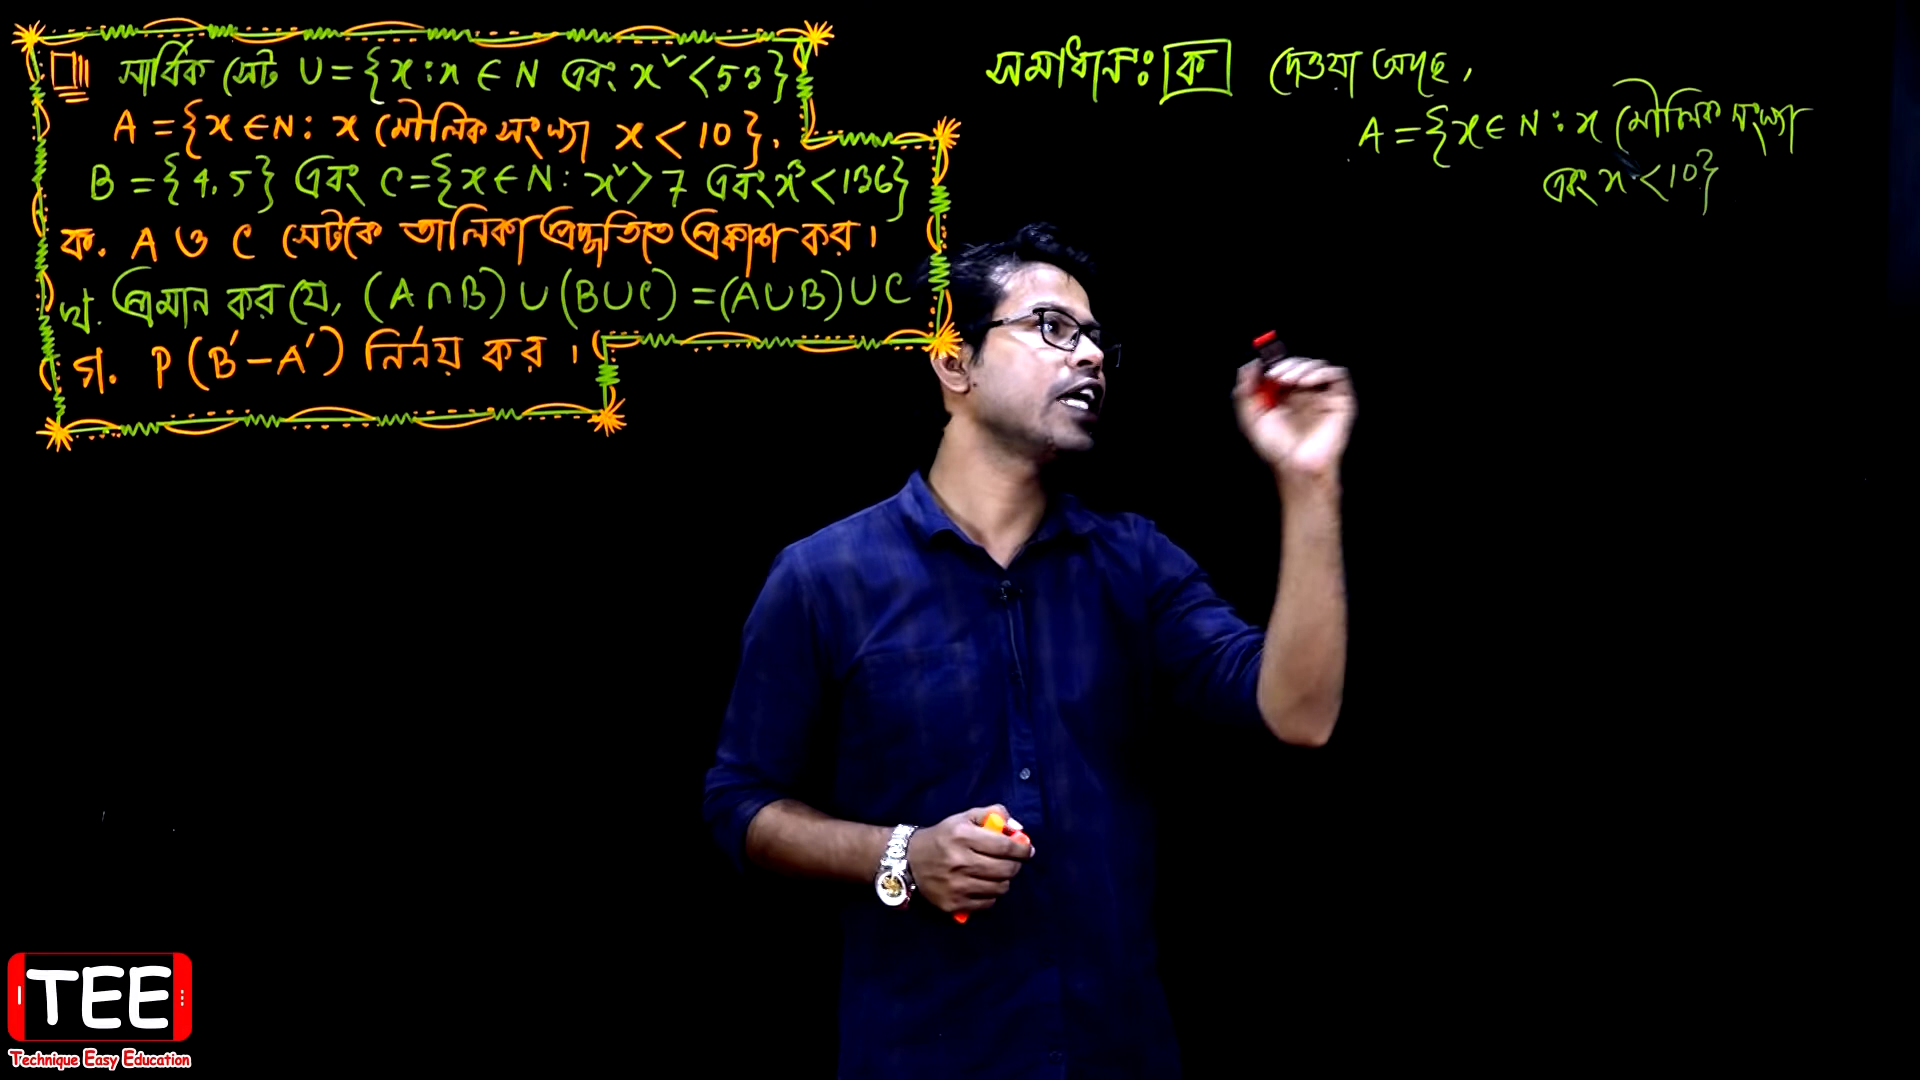 সার্বিক সেট U = {x : x ∈ N এবং x² < 53}
A = {x ∈ N : x মৌলিক সংখ্যা x < 10},
B = {4, 5} এবং C = {x ∈ N : x² > 7 এবং x³ < 136}
ক. A ও C সেটকে তালিকা পদ্ধতিতে প্রকাশ কর।
খ. প্রমান কর যে, (A ∩ B) ∪ (B ∪ C) = (A ∪ B) ∪ C
গ. P (B′ − A′) নির্নয় কর।
সমাধান: ক দেওয়া আছে,
A = {x ∈ N : x মৌলিক সংখ্যা
এবং x < 10}
TEE
Technique Easy Education